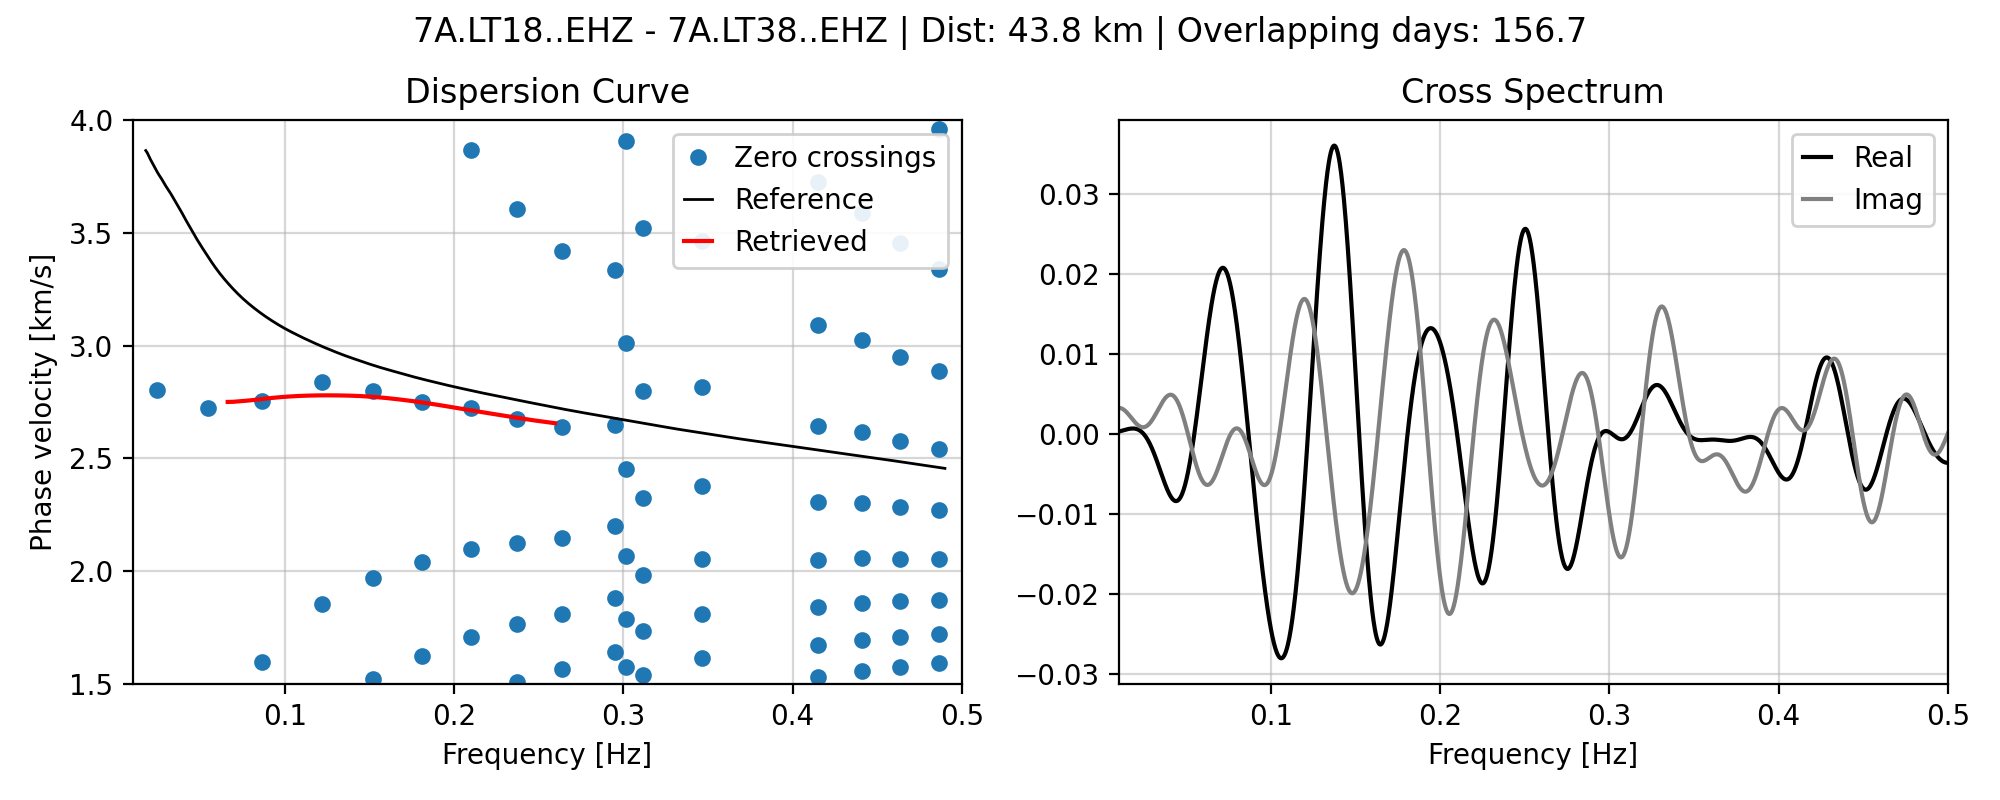 7A.LT18..EHZ - 7A.LT38..EHZ | Dist: 43.8 km | Overlapping days: 156.7
Dispersion Curve
Zero crossings
Reference
Retrieved
4.0
3.5
3.0
2.5
2.0
1.5
Phase velocity [km/s]
0.1 0.2 0.3 0.4 0.5
Frequency [Hz]
Cross Spectrum
Real
Imag
0.03
0.02
0.01
0.00
−0.01
−0.02
−0.03
0.1 0.2 0.3 0.4 0.5
Frequency [Hz]